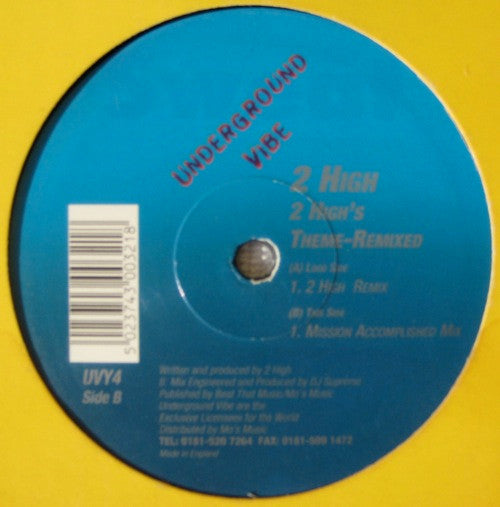 UNDERGROUND
VIBE
2 HIGH
2 HIGH'S
THEME-REMIXED
(A) LOGO SIDE
1. 2 HIGH REMIX
(B) THIS SIDE
1. MISSION ACCOMPLISHED MIX
5 023743 003218
UVY4
Side B
Written and produced by 2 High
B. Mix Engineered and Produced by DJ Supreme
Published by Beat That Music/Mo's Music
Underground Vibe are the
Exclusive Licensees for the World
Distributed by Mo's Music
TEL: 0181-520 7264 FAX: 0181-509 1472
Made in England